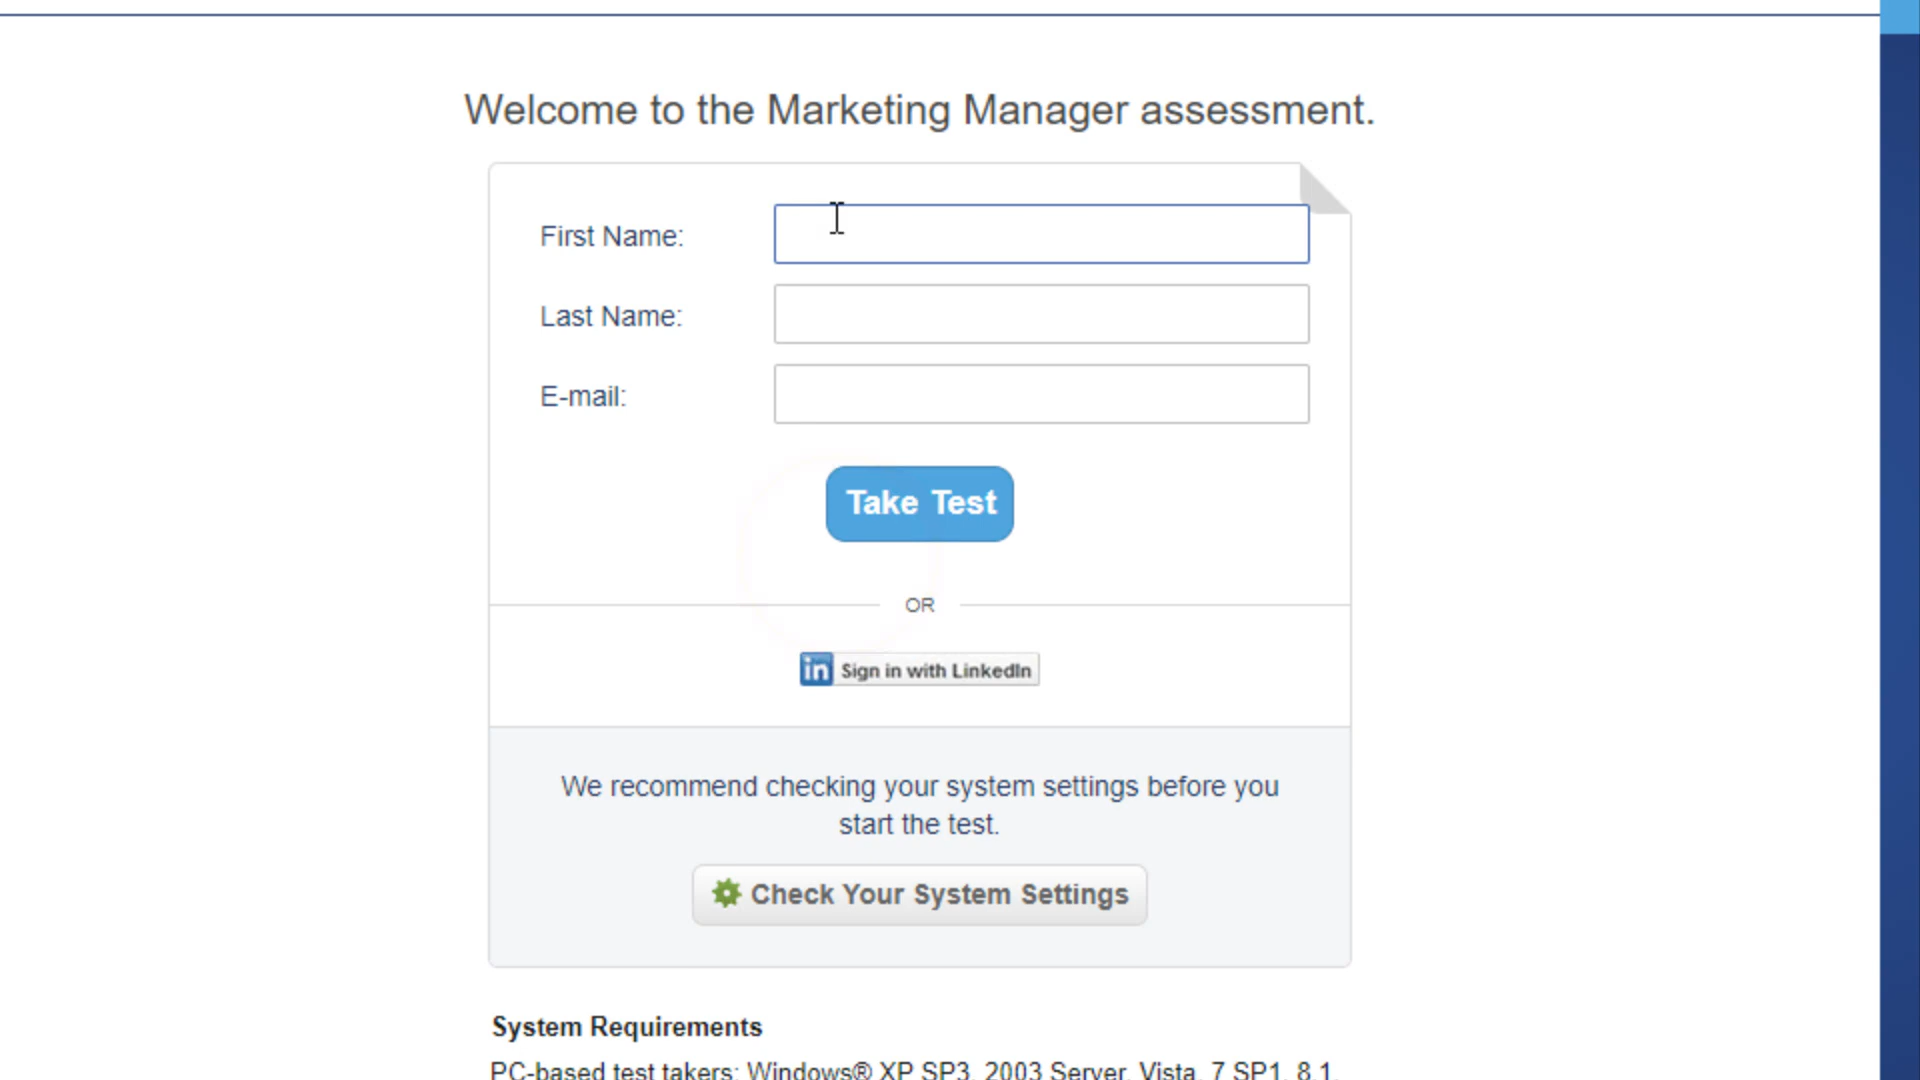 Welcome to the Marketing Manager assessment.
First Name:
Last Name:
E-mail:
Take Test
OR
in Sign in with LinkedIn
We recommend checking your system settings before you
start the test.
Check Your System Settings
System Requirements
PC-based test takers: Windows® XP SP3, 2003 Server, Vista, 7 SP1, 8.1,